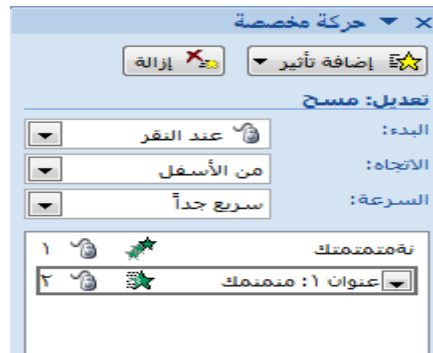 حركة مخصصة
إضافة تأثير إزالة
تعديل: مسح
البدء: عند النقر
الاتجاه: من الأسفل
السرعة: سريع جداً
نةمتمتمتك ١
عنوان ١: متمتمك ٢